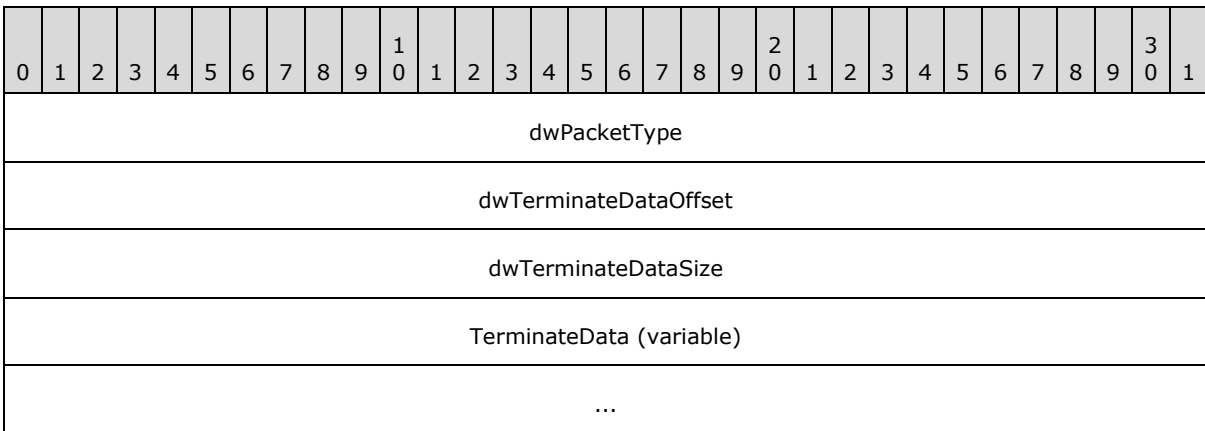 1 2 3
0 1 2 3 4 5 6 7 8 9 0 1 2 3 4 5 6 7 8 9 0 1 2 3 4 5 6 7 8 9 0 1
dwPacketType
dwTerminateDataOffset
dwTerminateDataSize
TerminateData (variable)
...